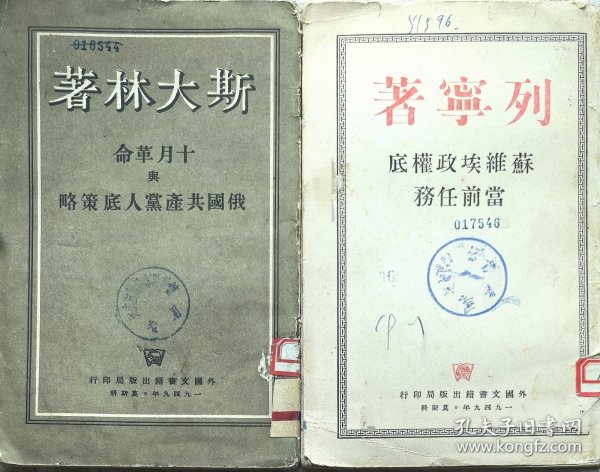 016544
斯大林著
十月革命
與
俄國共產黨人底策略
外國文書籍出版局印行
一九四九年。莫斯科
列寧著
蘇維埃政權底
當前任務
017546
外國文書籍出版局印行
一九四九年。莫斯科
孔夫子旧书网
www.kongfz.com